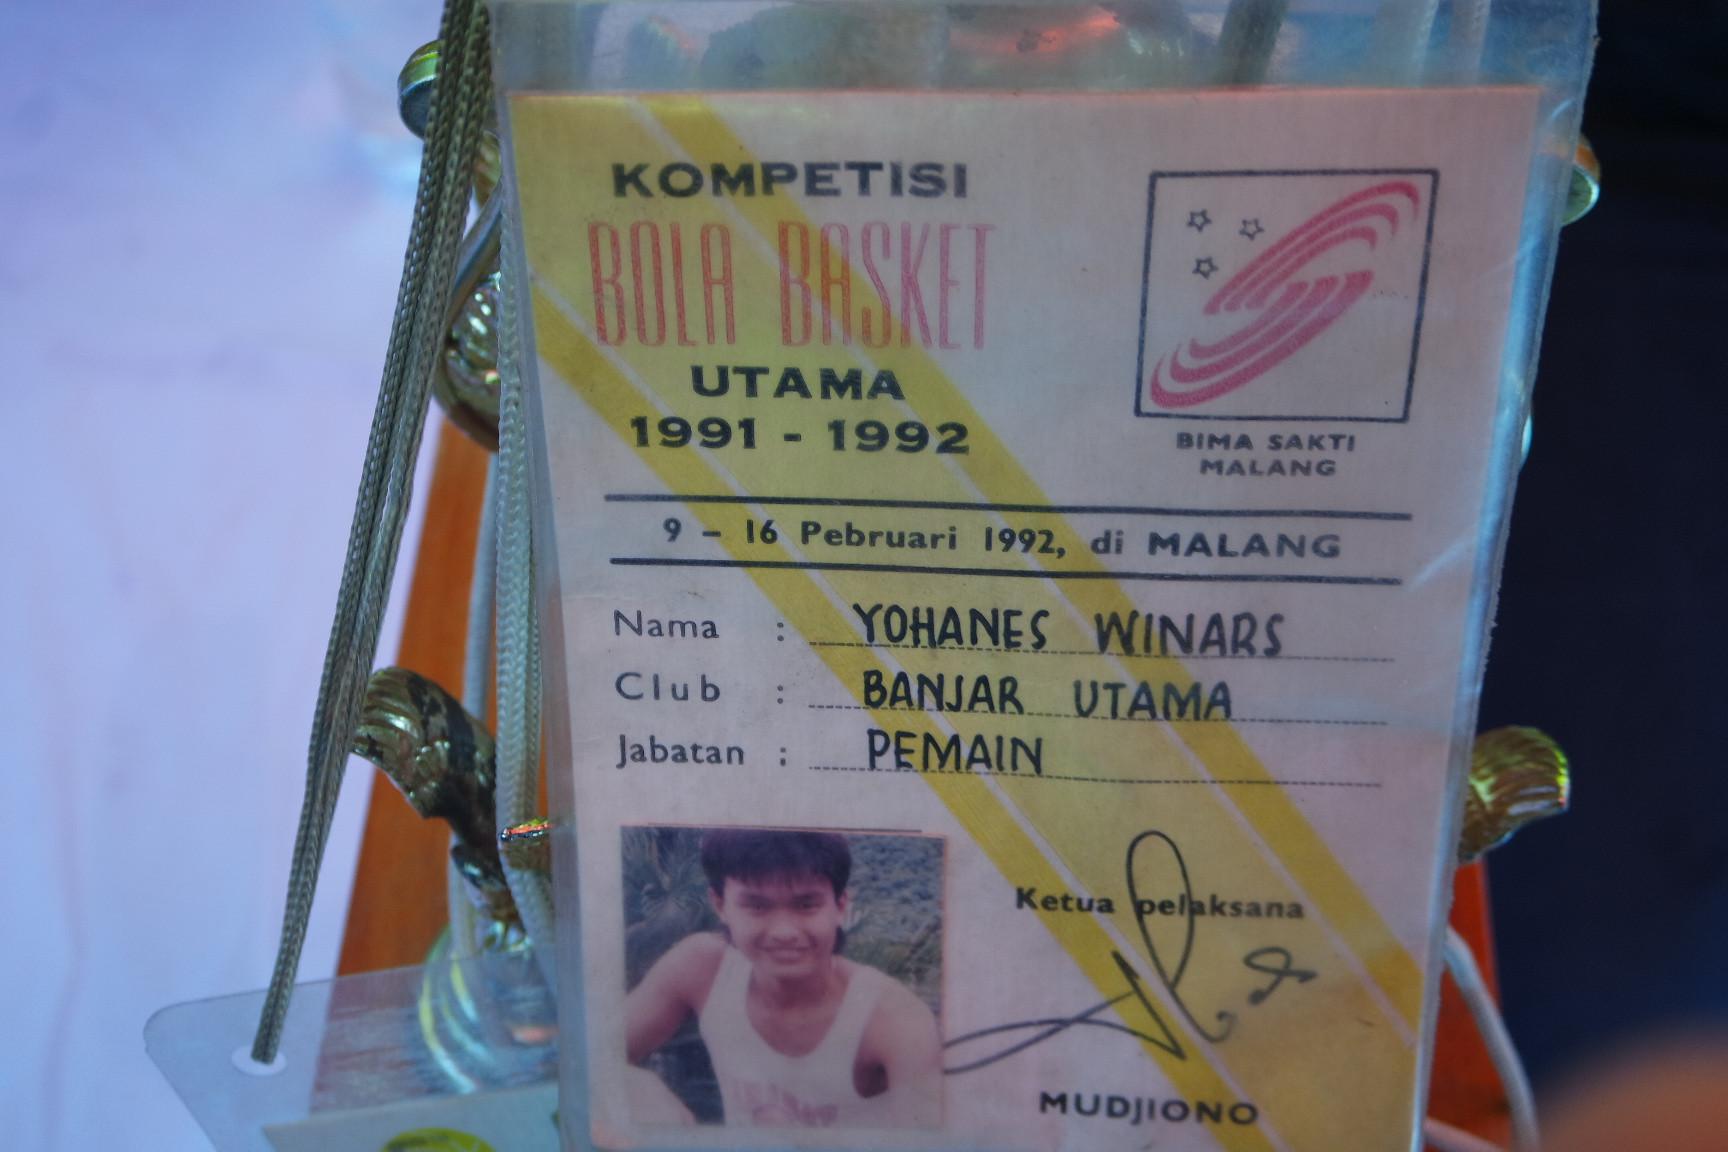 KOMPETISI
BOLA BASKET
UTAMA
1991 - 1992
BIMA SAKTI
MALANG
9 - 16 Pebruari 1992, di MALANG
Nama : YOHANES WINARS
Club : BANJAR UTAMA
Jabatan : PEMAIN
Ketua pelaksana
MUDJIONO